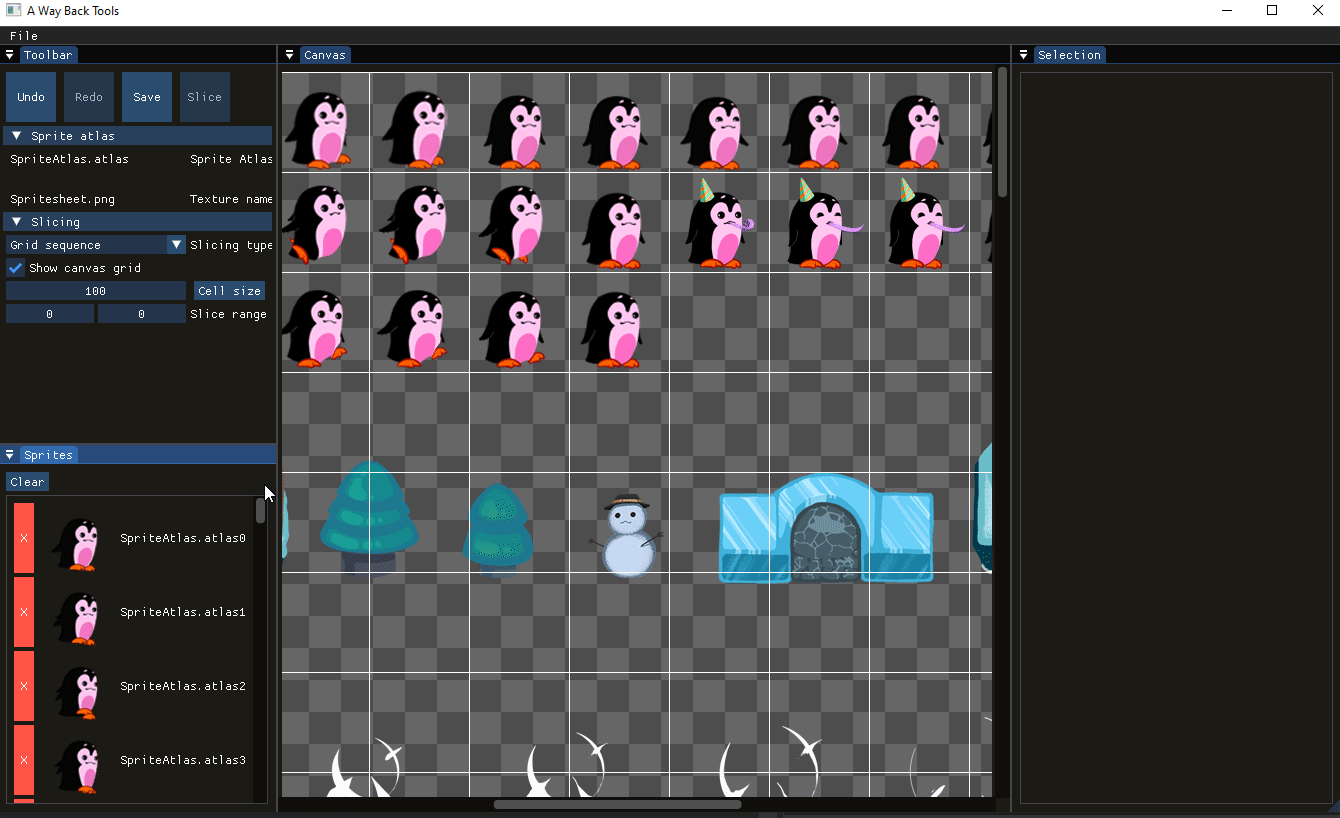 A Way Back Tools
File
Toolbar
Undo Redo Save Slice
Sprite atlas
SpriteAtlas.atlas Sprite Atlas
Spritesheet.png Texture name
Slicing
Grid sequence Slicing type
Show canvas grid
100 Cell size
0 0 Slice range
Sprites
Clear
X SpriteAtlas.atlas0
X SpriteAtlas.atlas1
X SpriteAtlas.atlas2
X SpriteAtlas.atlas3
Canvas
Selection